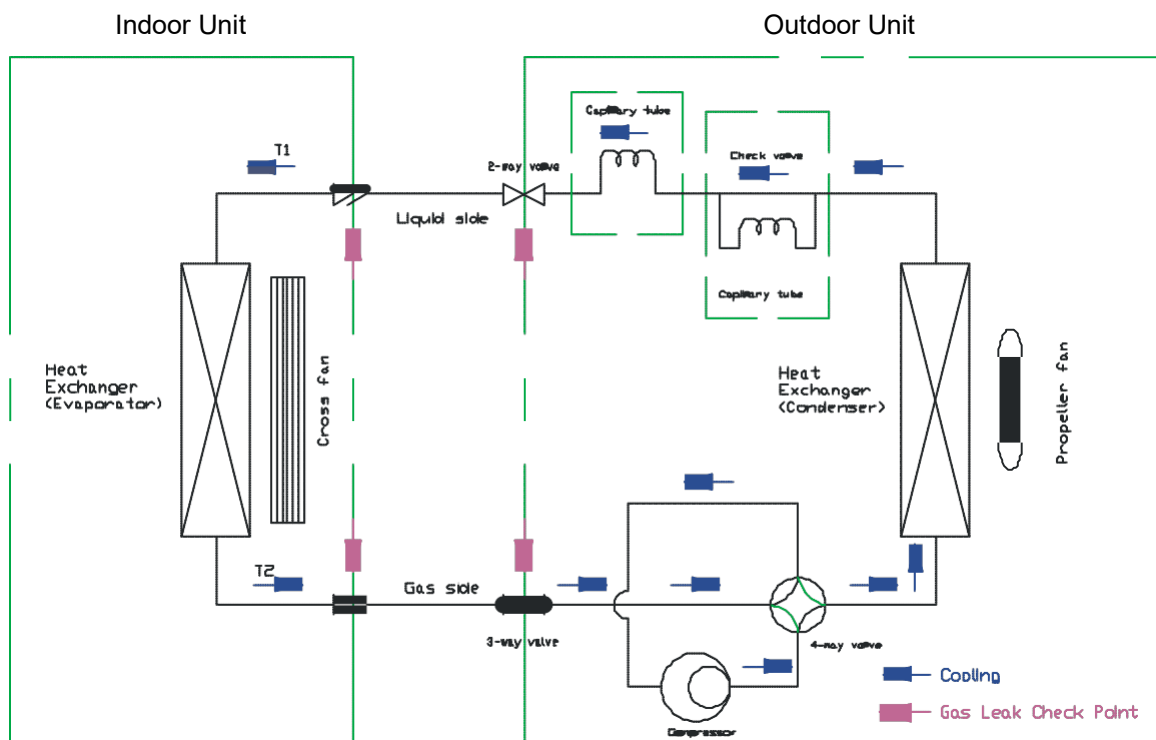 Indoor Unit
Outdoor Unit
Capillary tube
T1
2-way valve
Check valve
Liquid side
Capillary tube
Heat
Exchanger
(Evaporator)
Cross fan
Heat
Exchanger
(Condenser)
Propeller fan
T2
Gas side
3-way valve
4-way valve
Cooling
Gas Leak Check Point
Compressor